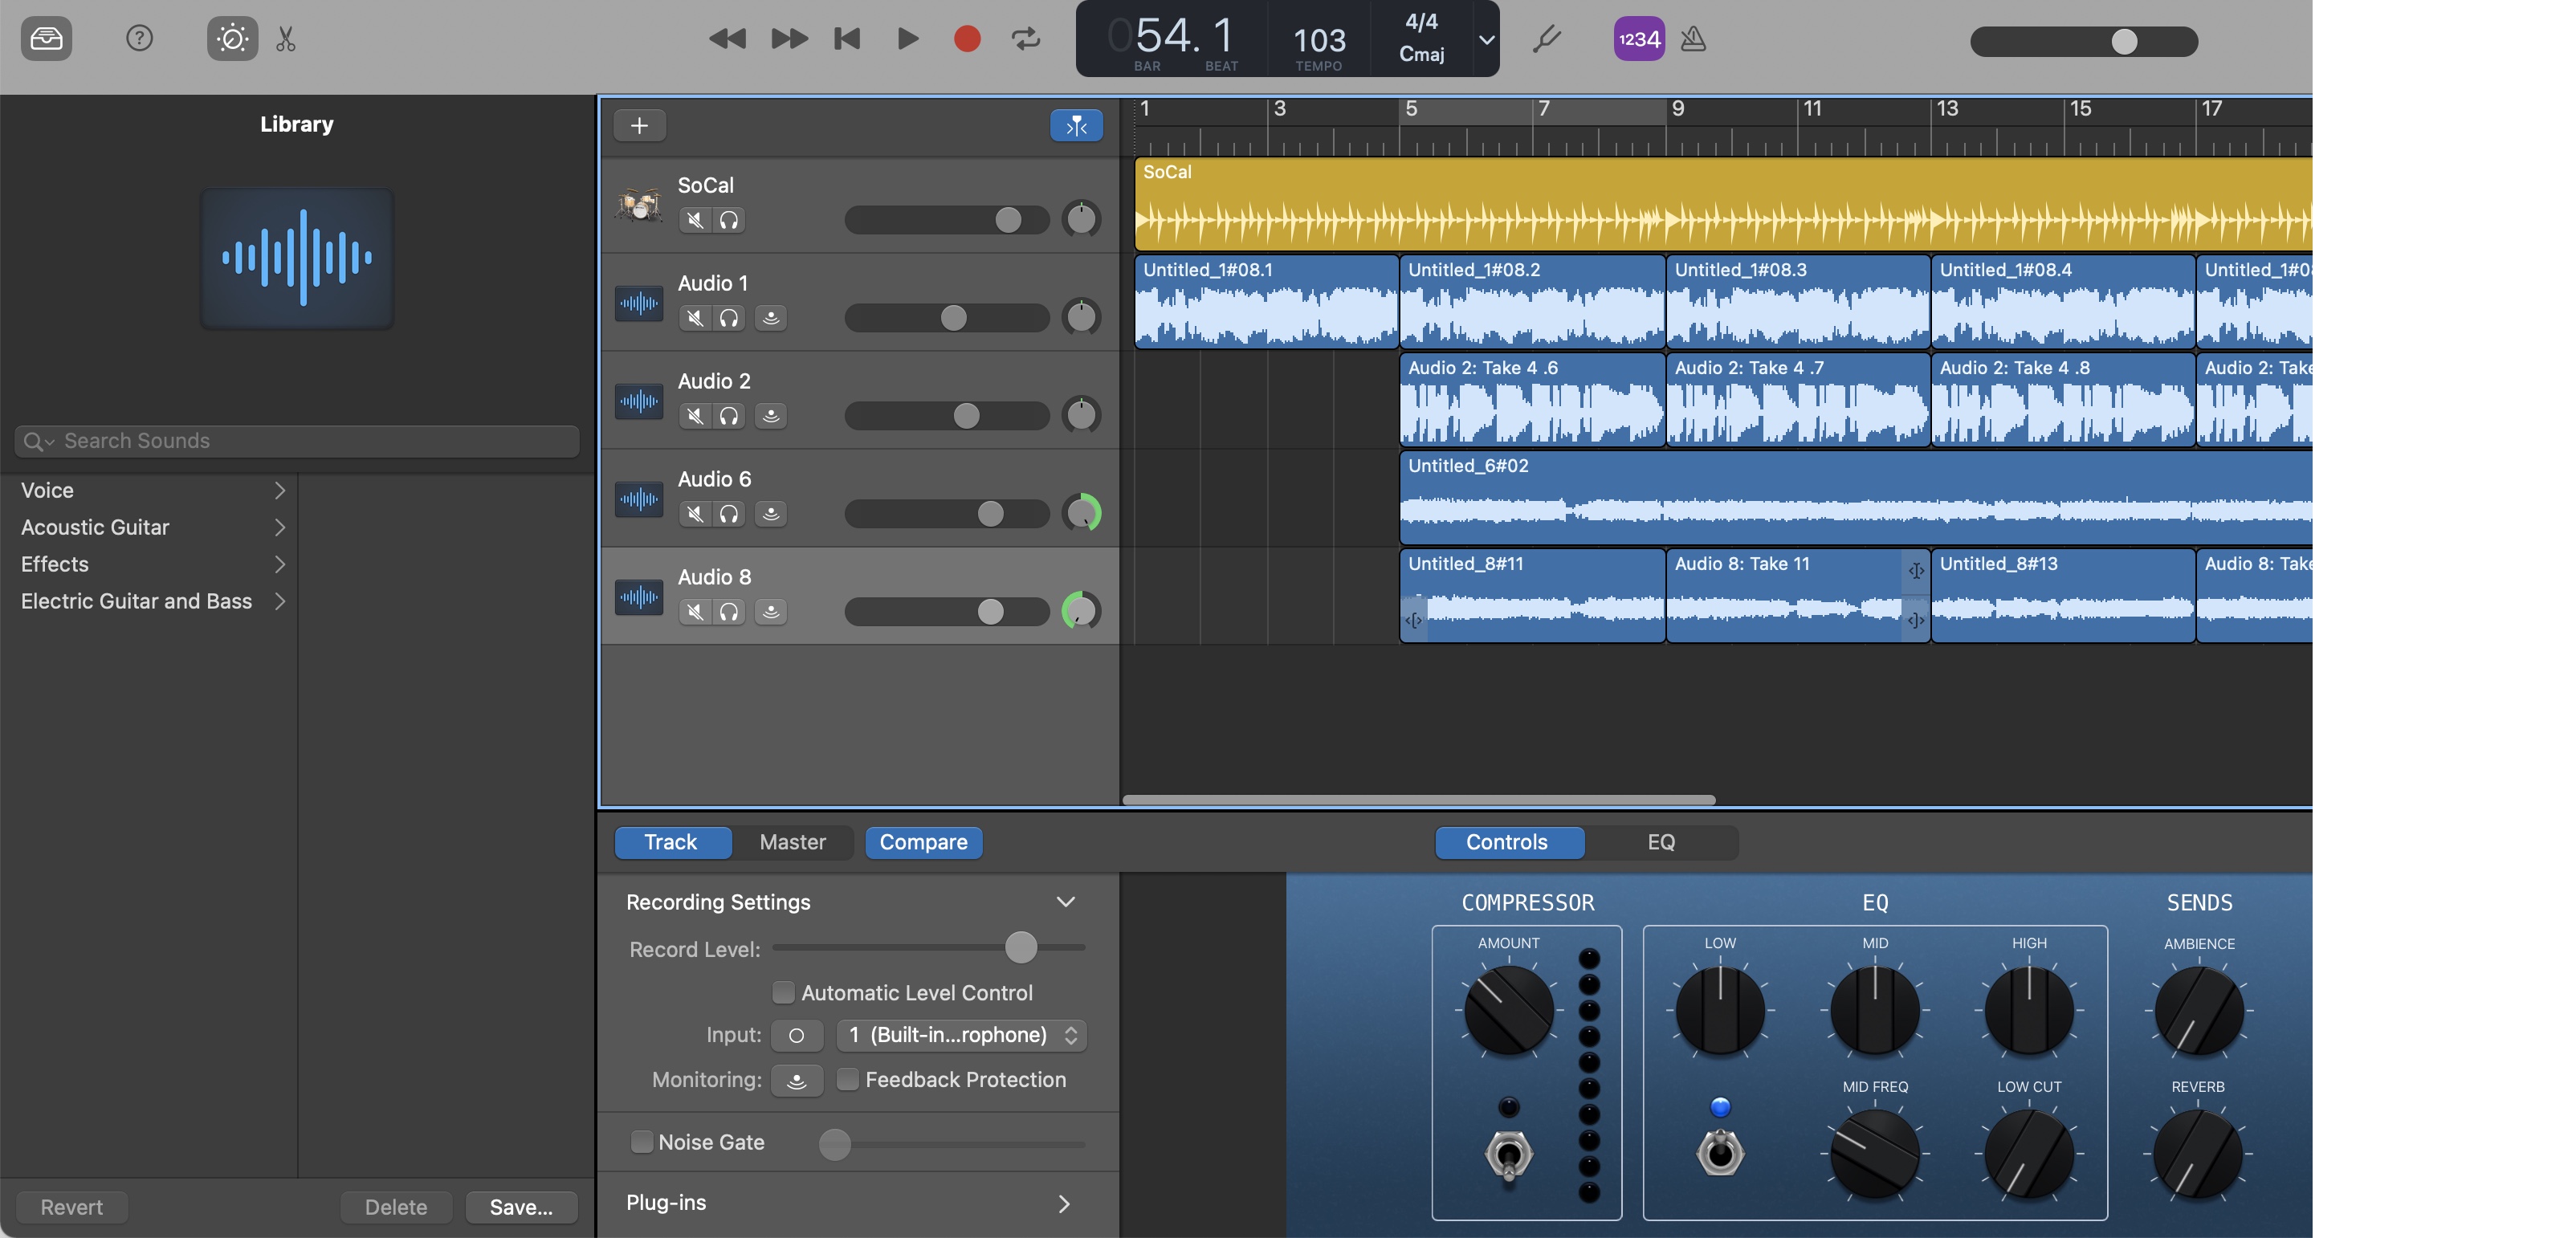 054. 1
BAR BEAT
103
TEMPO
4/4
Cmaj
1234
Library
Search Sounds
Voice
Acoustic Guitar
Effects
Electric Guitar and Bass
Revert
Delete
Save...
1 3 5 7 9 11 13 15 17
SoCal
SoCal
Audio 1
Untitled_1#08.1 Untitled_1#08.2 Untitled_1#08.3 Untitled_1#08.4 Untitled_1#0
Audio 2
Audio 2: Take 4 .6 Audio 2: Take 4 .7 Audio 2: Take 4 .8 Audio 2: Take
Audio 6
Untitled_6#02
Audio 8
Untitled_8#11 Audio 8: Take 11 Untitled_8#13 Audio 8: Take
Track Master Compare
Controls EQ
Recording Settings
Record Level:
Automatic Level Control
Input: 1 (Built-in...rophone)
Monitoring: Feedback Protection
Noise Gate
Plug-ins
COMPRESSOR
AMOUNT
EQ
LOW MID HIGH
MID FREQ LOW CUT
SENDS
AMBIENCE
REVERB